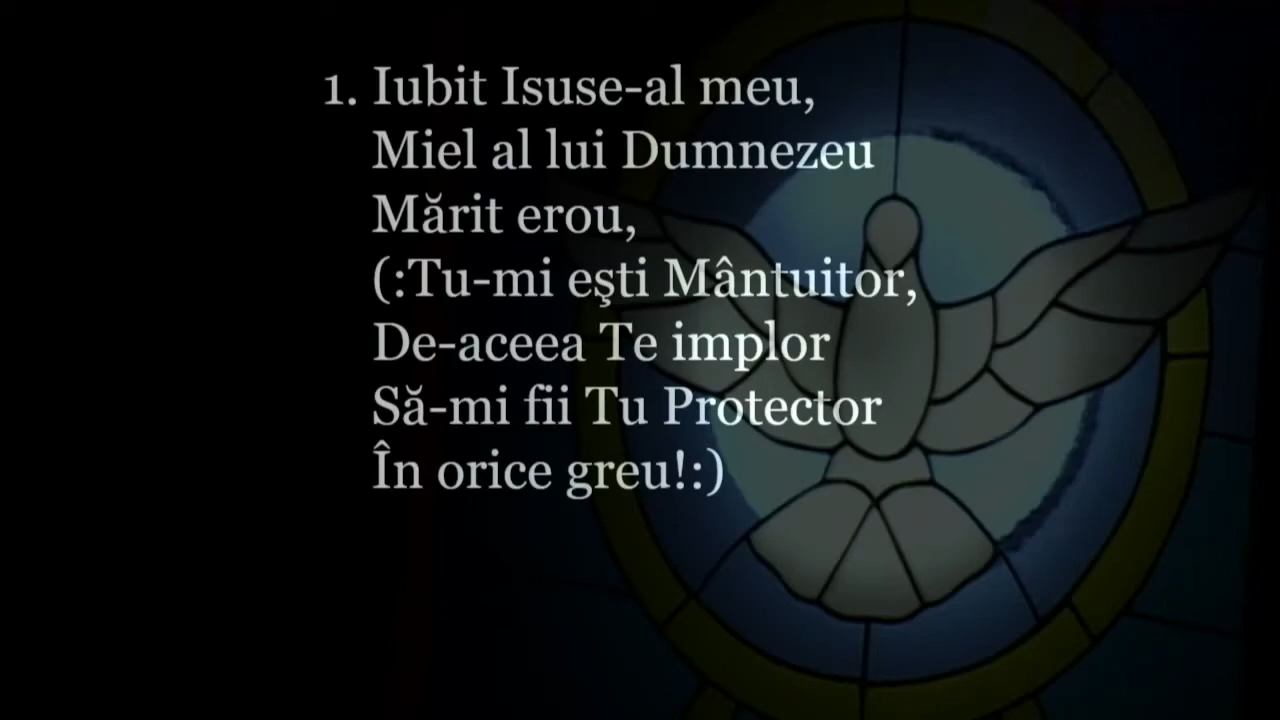 1. Iubit Isuse-al meu,
Miel al lui Dumnezeu
Mărit erou,
(:Tu-mi eşti Mântuitor,
De-aceea Te implor
Să-mi fii Tu Protector
În orice greu!:)